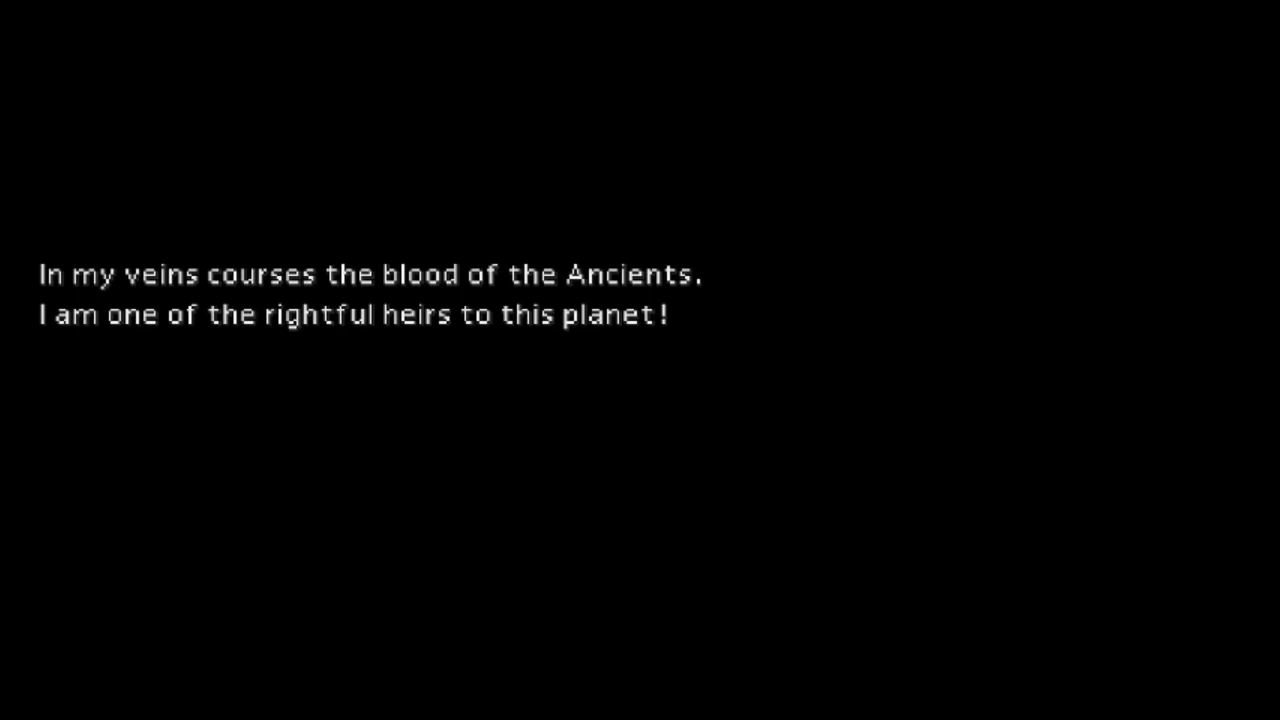 In my veins courses the blood of the Ancients.
I am one of the rightful heirs to this planet!